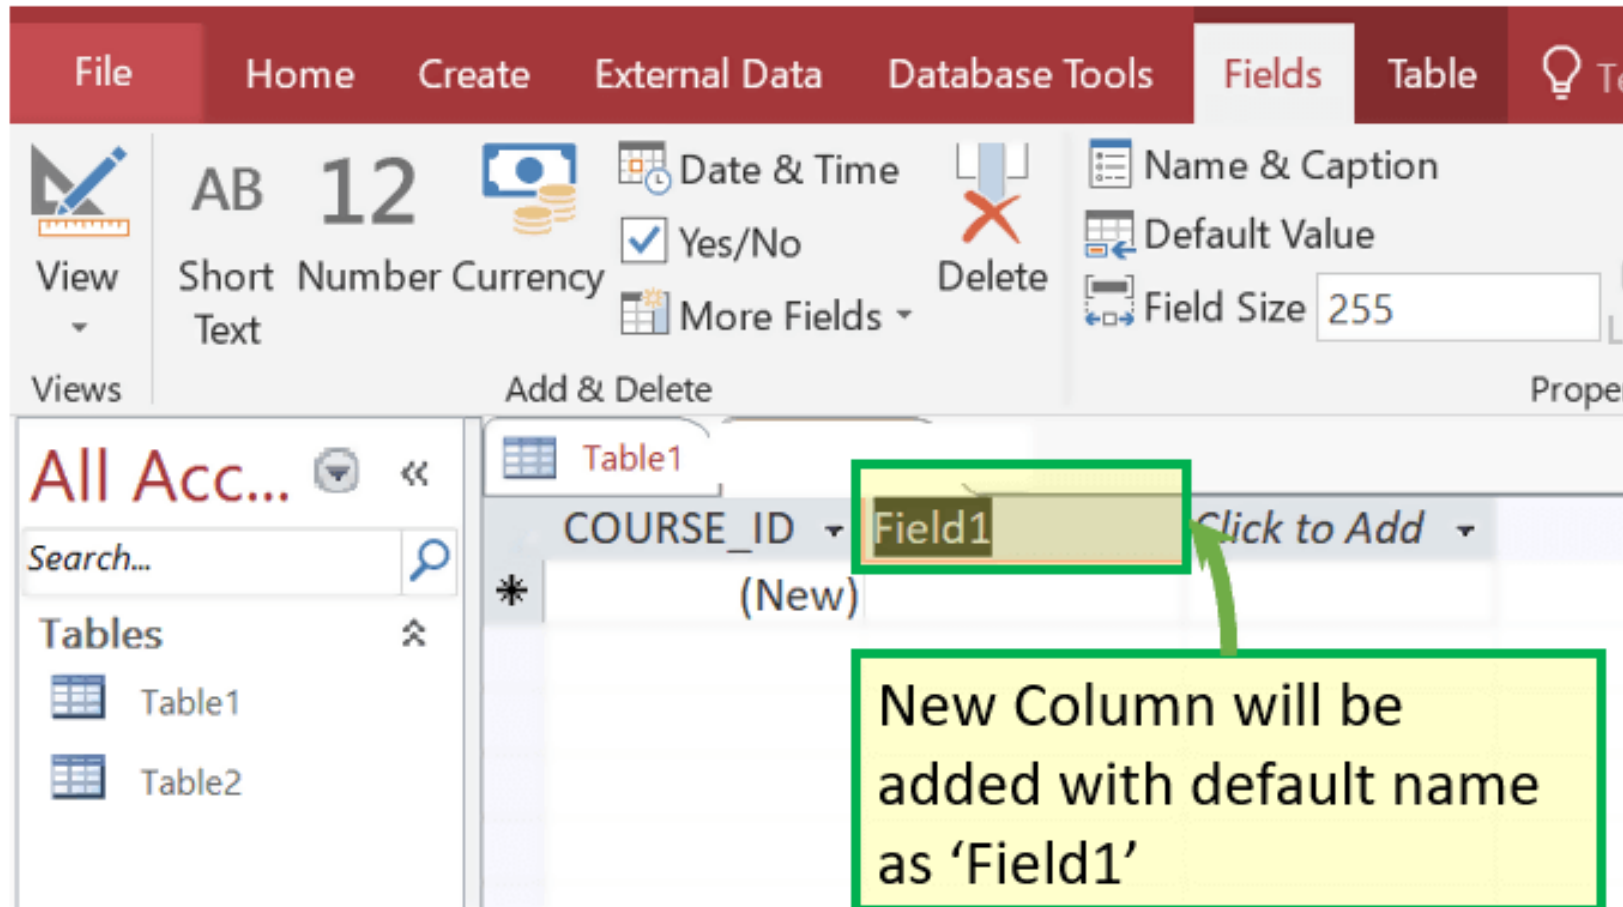 File Home Create External Data Database Tools Fields Table
AB 12 Date & Time Name & Caption
Yes/No Default Value
View Short Number Currency Delete
Text More Fields Field Size 255
Views Add & Delete
All Acc... « Table1
COURSE_ID Field1 Click to Add
Search...
(New)
Tables
Table1
Table2
New Column will be
added with default name
as ‘Field1’